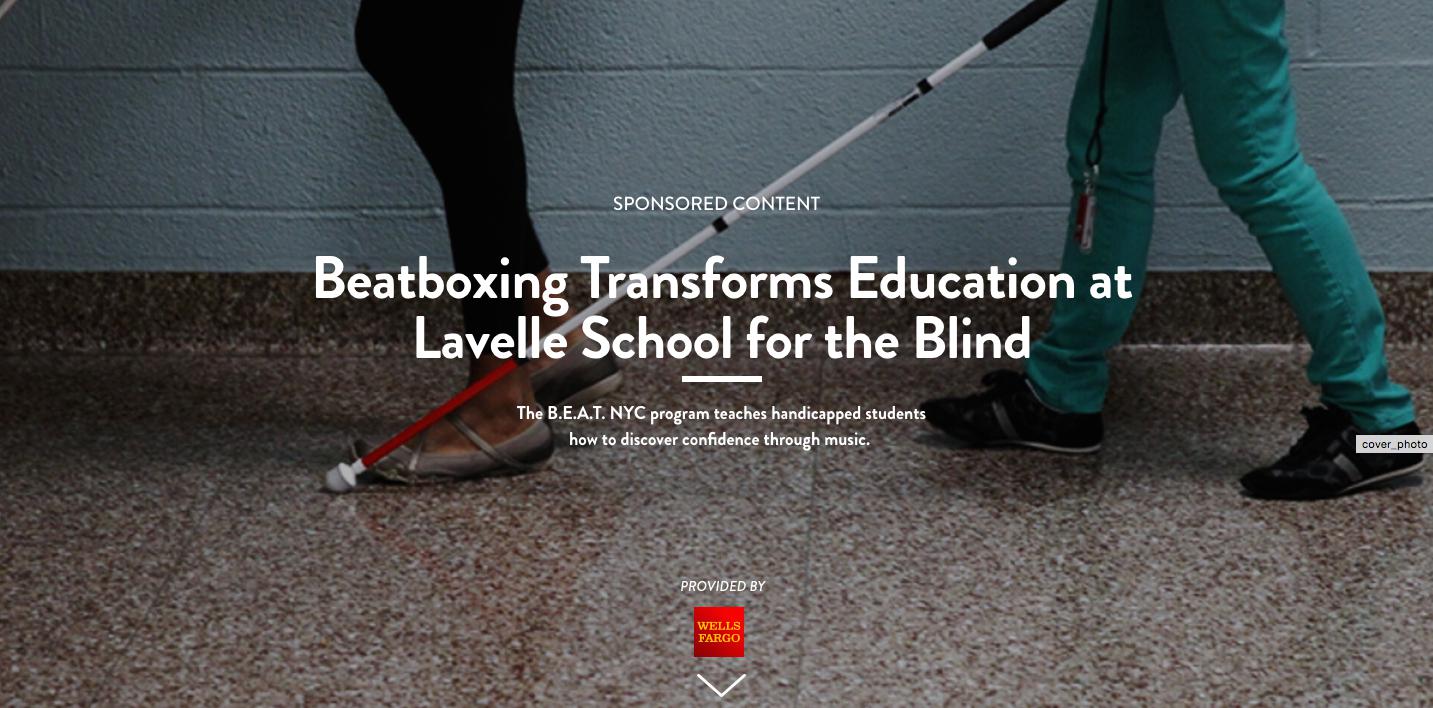 SPONSORED CONTENT
Beatboxing Transforms Education at
Lavelle School for the Blind
The B.E.A.T. NYC program teaches handicapped students
how to discover confidence through music.
cover_photo
PROVIDED BY
WELLS
FARGO